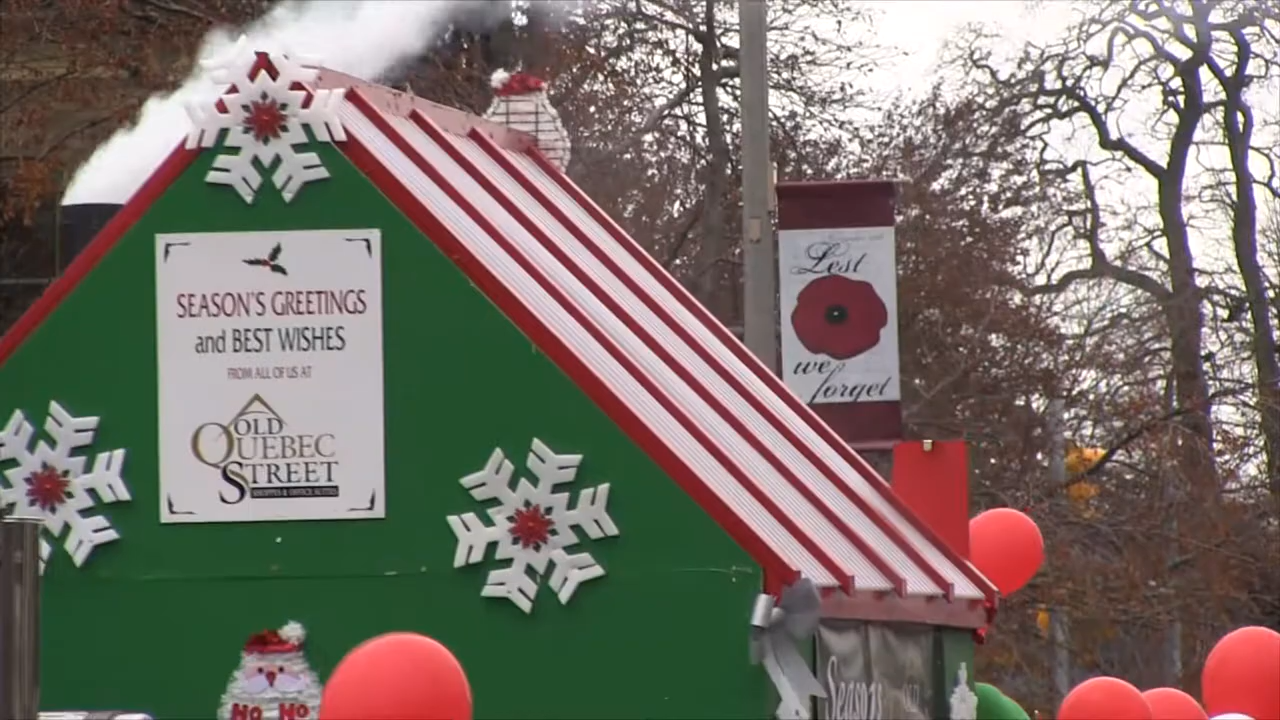 SEASON'S GREETINGS
and BEST WISHES
FROM ALL OF US AT
OLD
QUEBEC
STREET
SHOPPES & OFFICE SUITES
Lest
we
forget
HO HO
Seasons